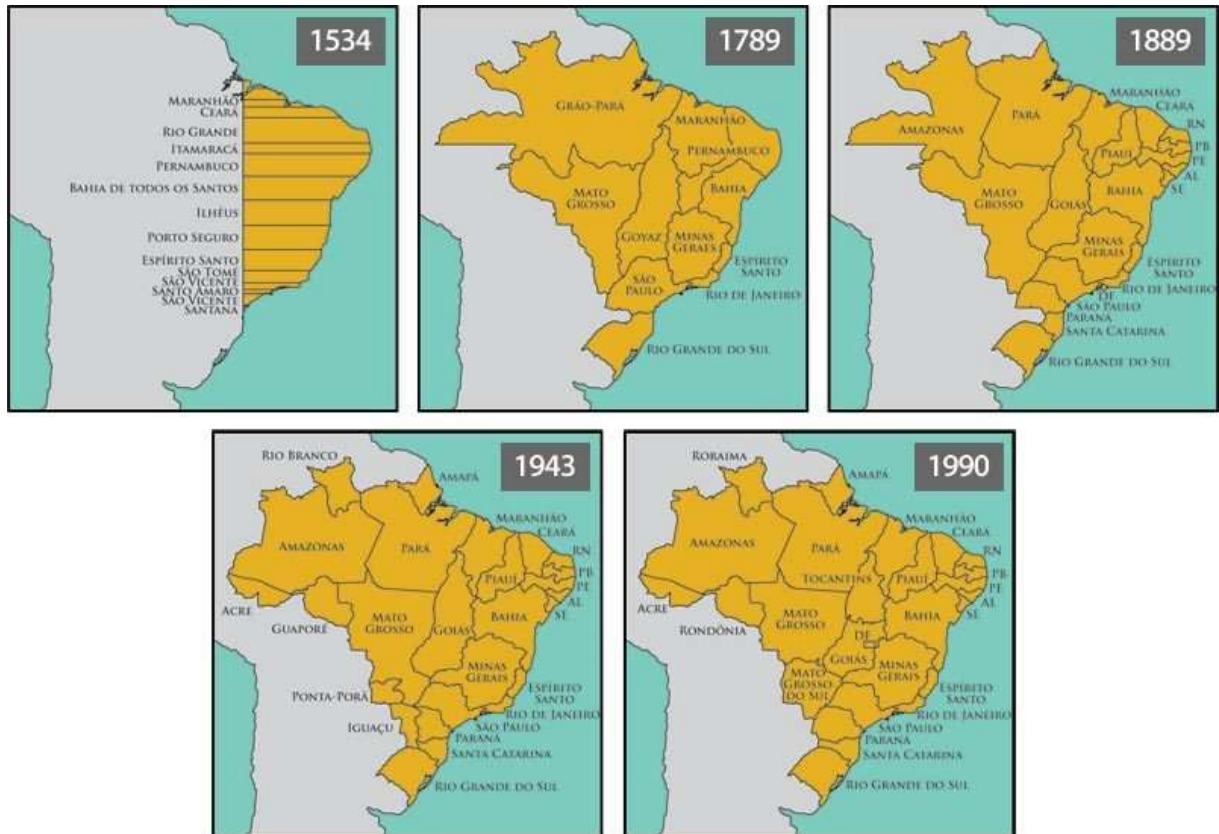 1534
MARANHÃO
CEARÁ
RIO GRANDE
ITAMARACÁ
PERNAMBUCO
BAHIA DE TODOS OS SANTOS
ILHÉUS
PORTO SEGURO
ESPÍRITO SANTO
SÃO TOMÉ
SÃO VICENTE
SANTO AMARO
SÃO VICENTE
SANTANA
1789
GRÃO-PARÁ
MARANHÃO
PERNAMBUCO
MATO
GROSSO
BAHIA
GOYAZ
MINAS
GERAES
ESPÍRITO
SANTO
SÃO
PAULO
RIO DE JANEIRO
RIO GRANDE DO SUL
1889
MARANHÃO
CEARÁ
RN
PARÁ
AMAZONAS
PB
PIAUÍ
PE
AL
SE
MATO
GROSSO
BAHIA
GOIÁS
MINAS
GERAIS
ESPÍRITO
SANTO
RIO DE JANEIRO
DE
SÃO PAULO
PARANÁ
SANTA CATARINA
RIO GRANDE DO SUL
1943
RIO BRANCO
AMAPÁ
MARANHÃO
CEARÁ
RN
AMAZONAS
PARÁ
PB
PIAUÍ
PE
AL
SE
ACRE
GUAPORÉ
MATO
GROSSO
BAHIA
GOIÁS
MINAS
GERAIS
PONTA-PORÃ
ESPÍRITO
SANTO
RIO DE JANEIRO
IGUAÇU
SÃO PAULO
PARANÁ
SANTA CATARINA
RIO GRANDE DO SUL
1990
RORAIMA
AMAPÁ
MARANHÃO
CEARÁ
RN
AMAZONAS
PARÁ
PB
TOCANTINS
PIAUÍ
PE
AL
SE
ACRE
RONDÔNIA
MATO
GROSSO
BAHIA
DE
GOIÁS
MINAS
GERAIS
MATO
GROSSO
DO SUL
ESPÍRITO
SANTO
RIO DE JANEIRO
SÃO PAULO
PARANÁ
SANTA CATARINA
RIO GRANDE DO SUL